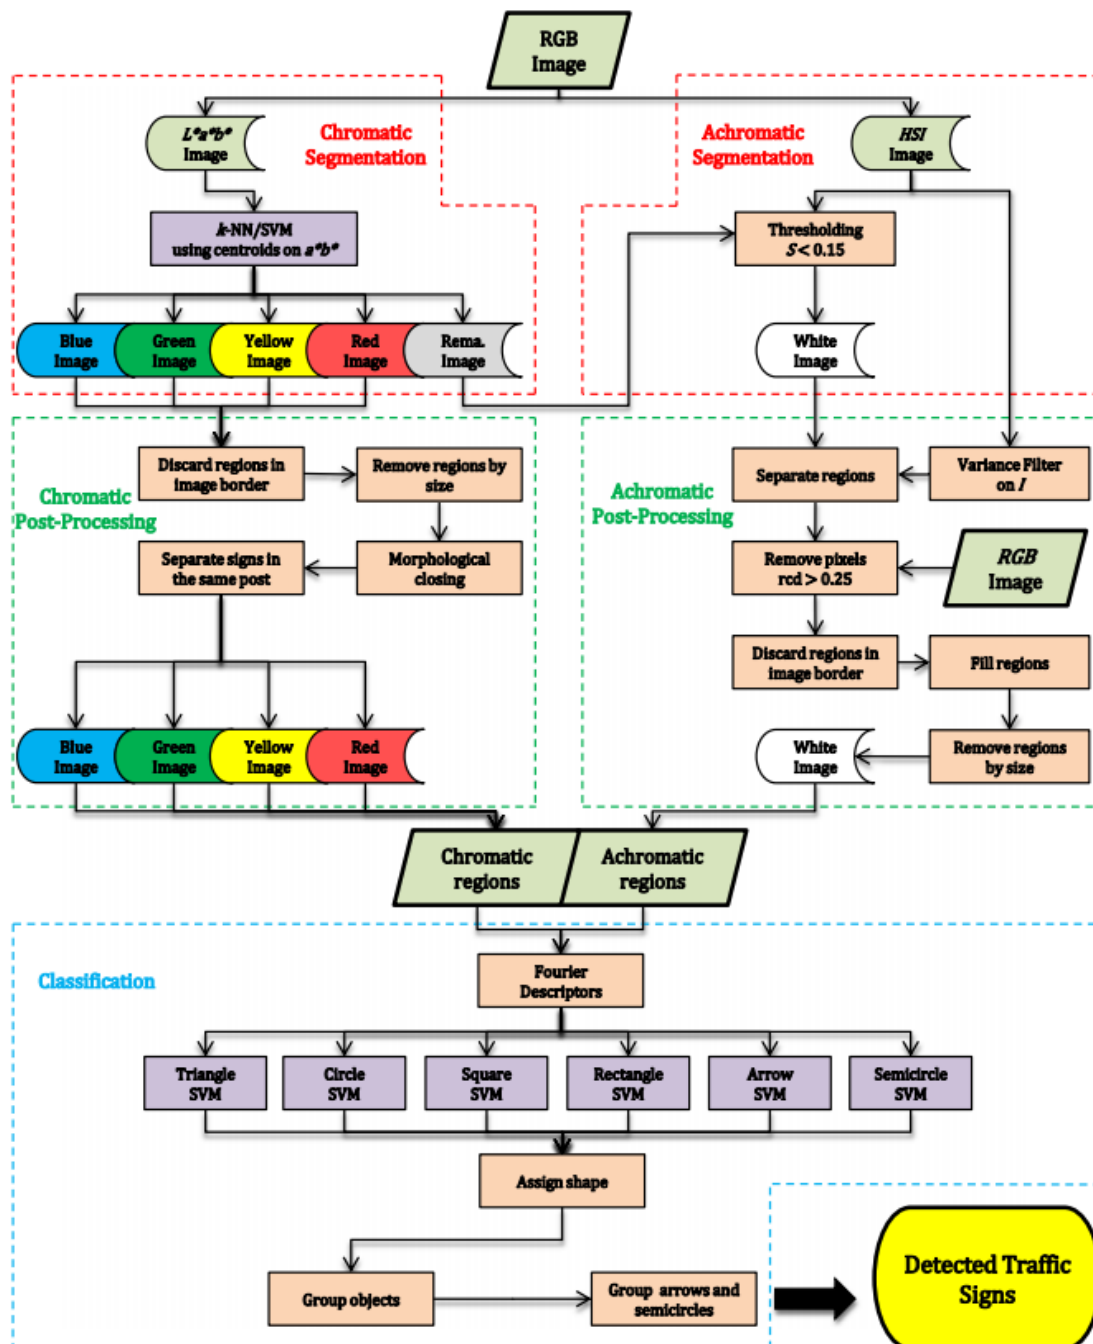 RGB
Image
L*a*b*
Image
Chromatic
Segmentation
Achromatic
Segmentation
HSI
Image
k-NN/SVM
using centroids on a*b*
Thresholding
S < 0.15
Blue
Image
Green
Image
Yellow
Image
Red
Image
Rema.
Image
White
Image
Discard regions in
image border
Remove regions by
size
Chromatic
Post-Processing
Separate signs in
the same post
Morphological
closing
Separate regions
Variance Filter
on I
Achromatic
Post-Processing
Remove pixels
rcd > 0.25
RGB
Image
Discard regions in
image border
Fill regions
Blue
Image
Green
Image
Yellow
Image
Red
Image
White
Image
Remove regions
by size
Chromatic
regions
Achromatic
regions
Classification
Fourier
Descriptors
Triangle
SVM
Circle
SVM
Square
SVM
Rectangle
SVM
Arrow
SVM
Semicircle
SVM
Assign shape
Group objects
Group arrows and
semicircles
Detected Traffic
Signs